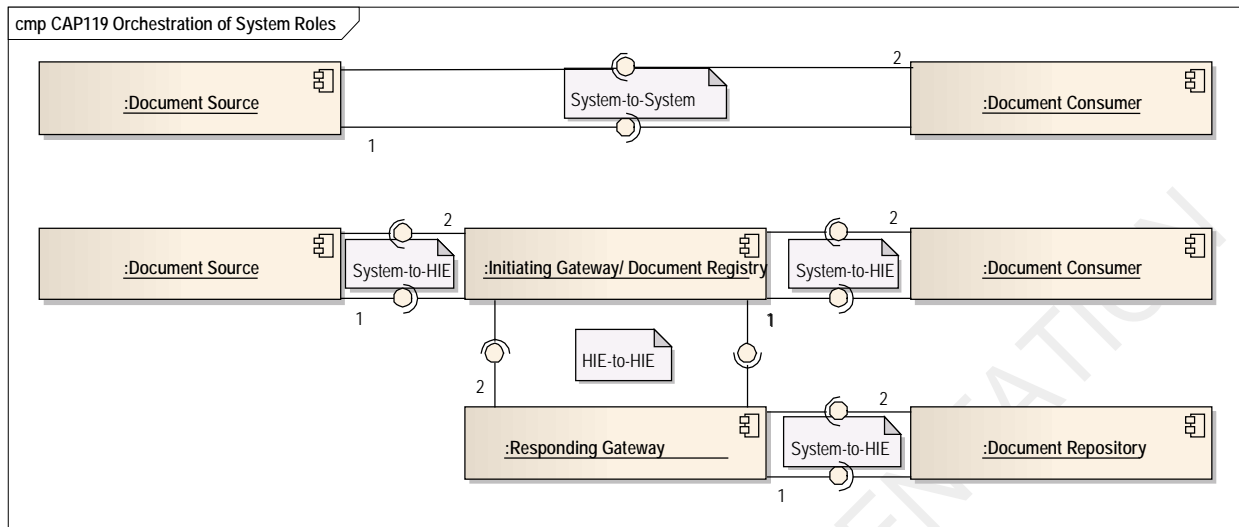 cmp CAP119 Orchestration of System Roles
2
:Document Source
System-to-System
:Document Consumer
1
2
2
:Document Source
System-to-HIE
:Initiating Gateway/ Document Registry
System-to-HIE
:Document Consumer
1
1
HIE-to-HIE
2
2
:Responding Gateway
System-to-HIE
:Document Repository
1